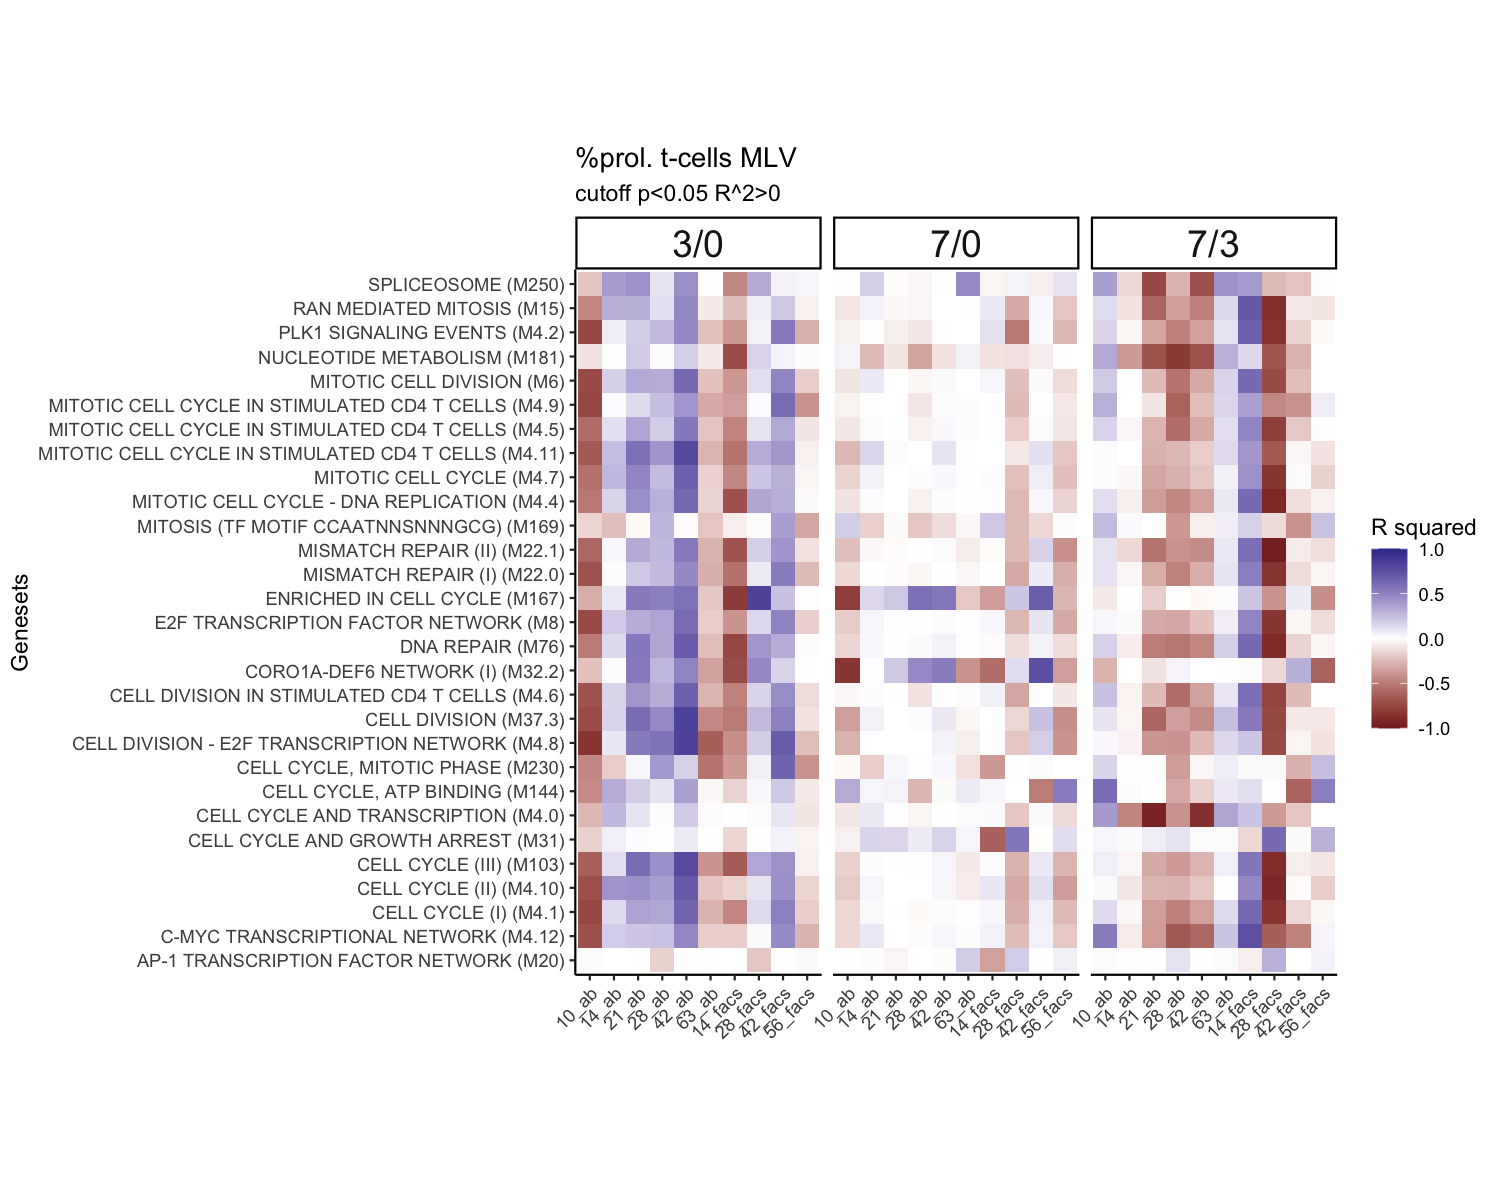 %prol. t-cells MLV
cutoff p<0.05 R^2>0
3/0
7/0
7/3
Genesets
SPLICEOSOME (M250)
RAN MEDIATED MITOSIS (M15)
PLK1 SIGNALING EVENTS (M4.2)
NUCLEOTIDE METABOLISM (M181)
MITOTIC CELL DIVISION (M6)
MITOTIC CELL CYCLE IN STIMULATED CD4 T CELLS (M4.9)
MITOTIC CELL CYCLE IN STIMULATED CD4 T CELLS (M4.5)
MITOTIC CELL CYCLE IN STIMULATED CD4 T CELLS (M4.11)
MITOTIC CELL CYCLE (M4.7)
MITOTIC CELL CYCLE - DNA REPLICATION (M4.4)
MITOSIS (TF MOTIF CCAATNNSNNNGCG) (M169)
MISMATCH REPAIR (II) (M22.1)
MISMATCH REPAIR (I) (M22.0)
ENRICHED IN CELL CYCLE (M167)
E2F TRANSCRIPTION FACTOR NETWORK (M8)
DNA REPAIR (M76)
CORO1A-DEF6 NETWORK (I) (M32.2)
CELL DIVISION IN STIMULATED CD4 T CELLS (M4.6)
CELL DIVISION (M37.3)
CELL DIVISION - E2F TRANSCRIPTION NETWORK (M4.8)
CELL CYCLE, MITOTIC PHASE (M230)
CELL CYCLE, ATP BINDING (M144)
CELL CYCLE AND TRANSCRIPTION (M4.0)
CELL CYCLE AND GROWTH ARREST (M31)
CELL CYCLE (III) (M103)
CELL CYCLE (II) (M4.10)
CELL CYCLE (I) (M4.1)
C-MYC TRANSCRIPTIONAL NETWORK (M4.12)
AP-1 TRANSCRIPTION FACTOR NETWORK (M20)
10_ab 14_ab 21_ab 28_ab 42_ab 63_ab 14_facs 28_facs 42_facs 56_facs
10_ab 14_ab 21_ab 28_ab 42_ab 63_ab 14_facs 28_facs 42_facs 56_facs
10_ab 14_ab 21_ab 28_ab 42_ab 63_ab 14_facs 28_facs 42_facs 56_facs
R squared
1.0
0.5
0.0
-0.5
-1.0